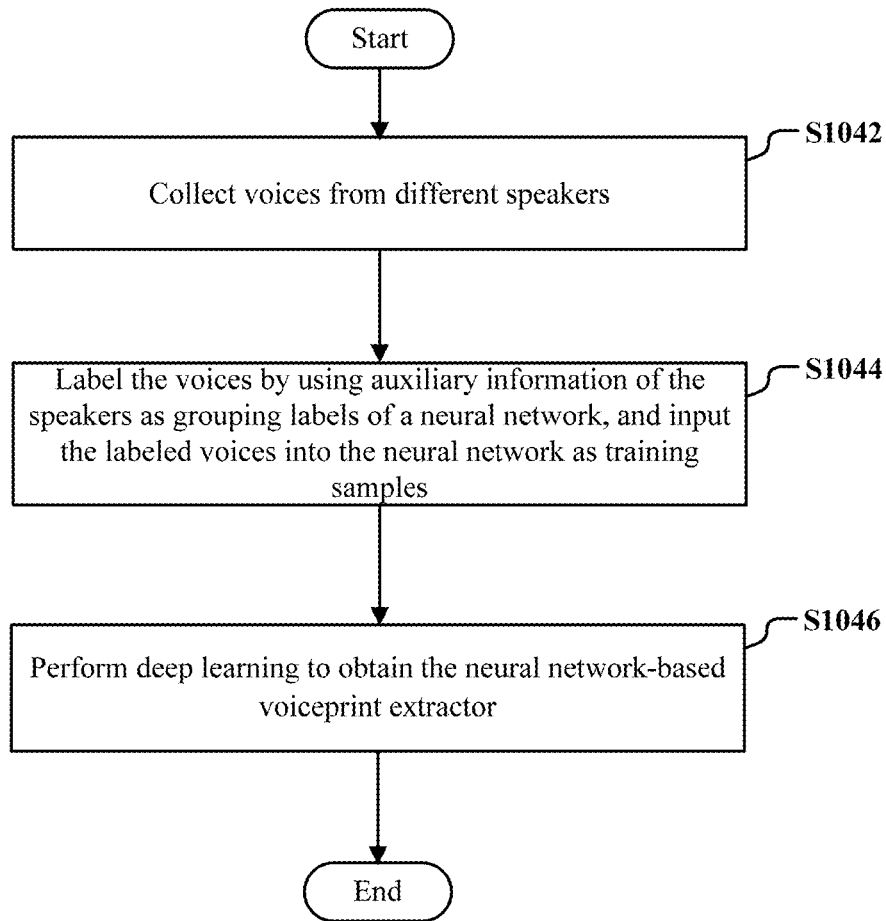 Start
S1042
Collect voices from different speakers
S1044
Label the voices by using auxiliary information of the
speakers as grouping labels of a neural network, and input
the labeled voices into the neural network as training
samples
S1046
Perform deep learning to obtain the neural network-based
voiceprint extractor
End